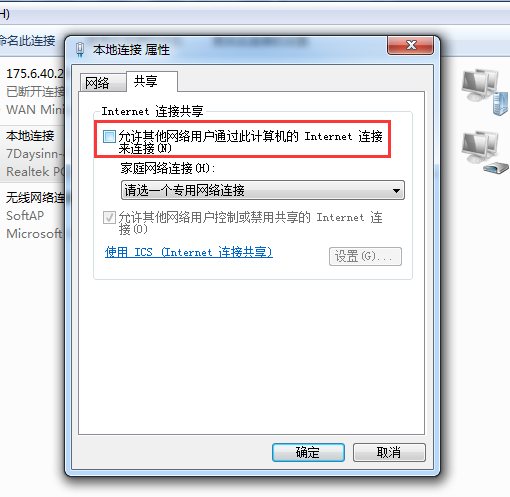 H)
命名此连接
175.6.40.2
已断开连接
WAN Mini
本地连接
7Daysinn-
Realtek PC
无线网络连
SoftAP
Microsoft
本地连接 属性
网络
共享
Internet 连接共享
允许其他网络用户通过此计算机的 Internet 连接
来连接(N)
家庭网络连接(H):
请选一个专用网络连接
允许其他网络用户控制或禁用共享的 Internet 连
接(O)
使用 ICS (Internet 连接共享)
设置(G)...
确定
取消